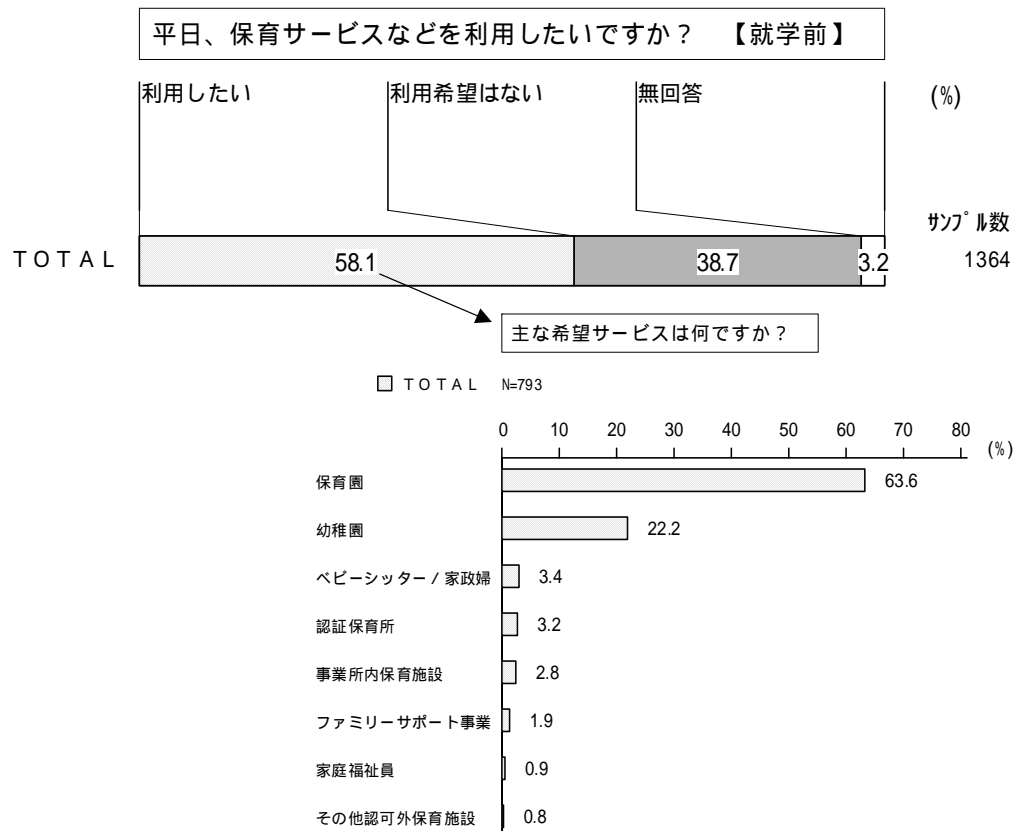 平日、保育サービスなどを利用したいですか？　【就学前】
利用したい　利用希望はない　無回答　(%)
ｻﾝﾌﾟﾙ数
ＴＯＴＡＬ　58.1　38.7　3.2　1364
主な希望サービスは何ですか？
ＴＯＴＡＬ　N=793
0　10　20　30　40　50　60　70　80
(%)
保育園　63.6
幼稚園　22.2
ベビーシッター / 家政婦　3.4
認証保育所　3.2
事業所内保育施設　2.8
ファミリーサポート事業　1.9
家庭福祉員　0.9
その他認可外保育施設　0.8